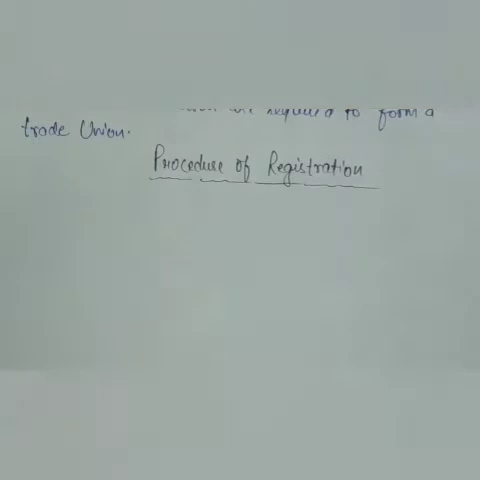 required to form a
trade Union.
Procedure of Registration